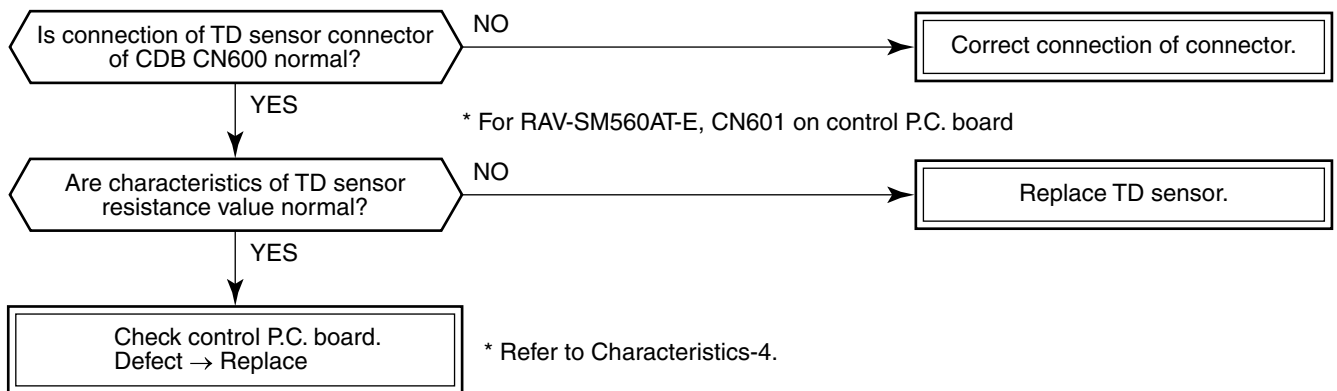 Is connection of TD sensor connector
of CDB CN600 normal?
NO
Correct connection of connector.
YES
* For RAV-SM560AT-E, CN601 on control P.C. board
Are characteristics of TD sensor
resistance value normal?
NO
Replace TD sensor.
YES
Check control P.C. board.
Defect → Replace
* Refer to Characteristics-4.